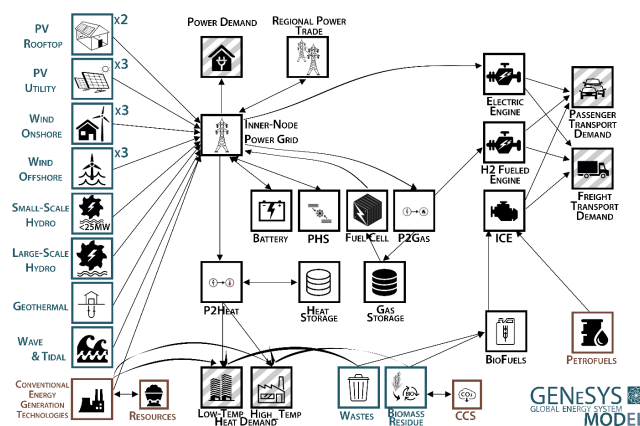 PV
Rooftop
x2
PV
Utility
x3
Wind
Onshore
x3
Wind
Offshore
x3
Small-Scale
Hydro
<25MW
Large-Scale
Hydro
Geothermal
Wave
& Tidal
Conventional
Energy
Generation
Technologies
Resources
Power Demand
Regional Power
Trade
Inner-Node
Power Grid
Battery
PHS
Fuel Cell
P2Gas
P2Heat
Heat
Storage
Gas
Storage
Low-Temp
High_Temp
Heat Demand
Wastes
Biomass
Residue
CO₂
CCS
Electric
Engine
H2 Fueled
Engine
ICE
BioFuels
Petrofuels
Passenger
Transport
Demand
Freight
Transport
Demand
GENeSYS
GLOBAL ENERGY SYSTEM
MODEL